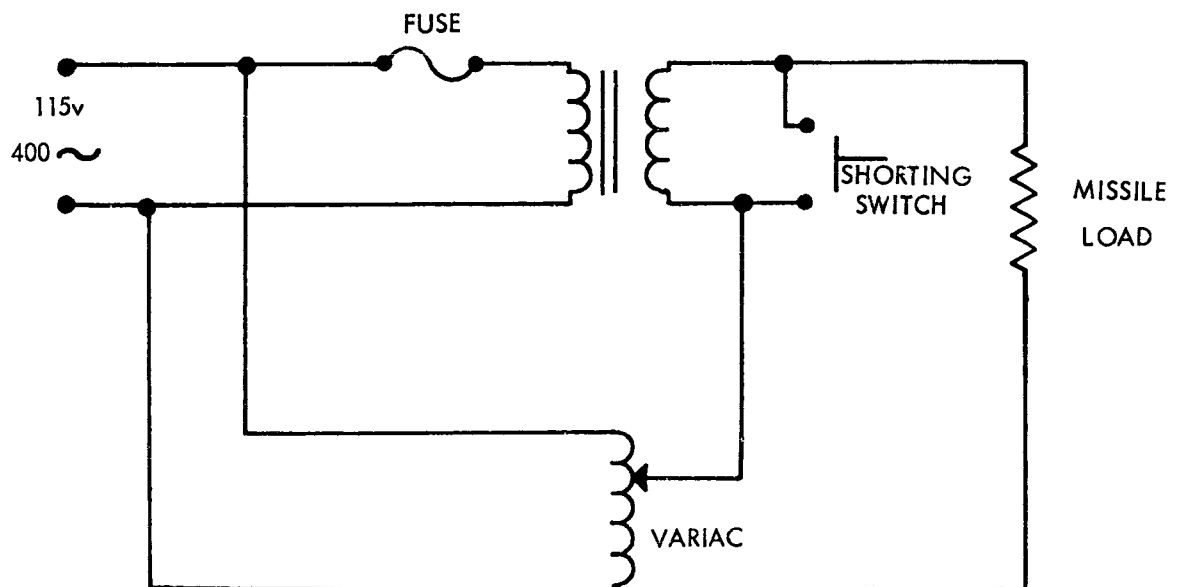 FUSE
115v
400 ~
SHORTING
SWITCH
MISSILE
LOAD
VARIAC